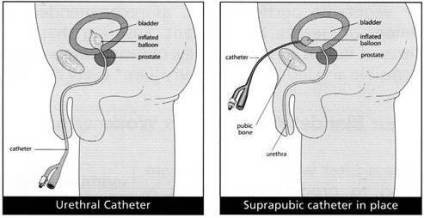 bladder
inflated
balloon
prostate
catheter
Urethral Catheter
bladder
inflated
balloon
prostate
catheter
pubic
bone
urethra
Suprapubic catheter in place